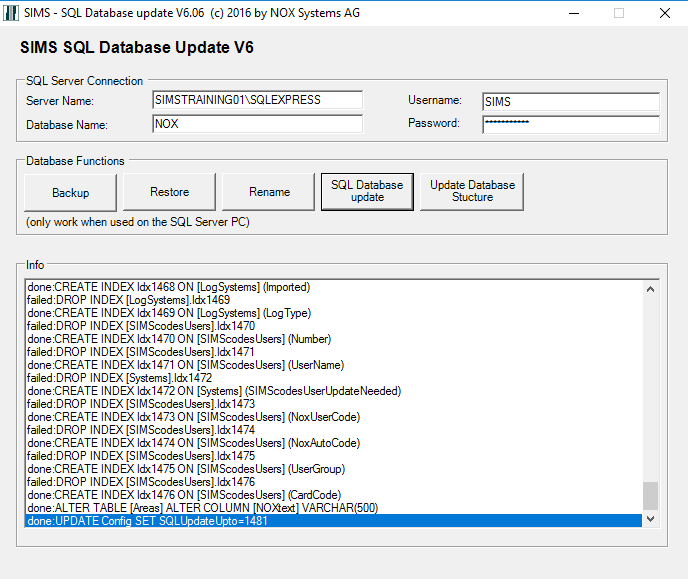 SIMS - SQL Database update V6.06 (c) 2016 by NOX Systems AG
SIMS SQL Database Update V6
SQL Server Connection
Server Name: SIMSTRAINING01\SQLEXPRESS Username: SIMS
Database Name: NOX Password: ***********
Database Functions
Backup Restore Rename SQL Database update Update Database Stucture
(only work when used on the SQL Server PC)
Info
done:CREATE INDEX Idx1468 ON [LogSystems] (Imported)
failed:DROP INDEX [LogSystems].Idx1469
done:CREATE INDEX Idx1469 ON [LogSystems] (LogType)
failed:DROP INDEX [SIMScodesUsers].Idx1470
done:CREATE INDEX Idx1470 ON [SIMScodesUsers] (Number)
failed:DROP INDEX [SIMScodesUsers].Idx1471
done:CREATE INDEX Idx1471 ON [SIMScodesUsers] (UserName)
failed:DROP INDEX [Systems].Idx1472
done:CREATE INDEX Idx1472 ON [Systems] (SIMScodesUserUpdateNeeded)
failed:DROP INDEX [SIMScodesUsers].Idx1473
done:CREATE INDEX Idx1473 ON [SIMScodesUsers] (NoxUserCode)
failed:DROP INDEX [SIMScodesUsers].Idx1474
done:CREATE INDEX Idx1474 ON [SIMScodesUsers] (NoxAutoCode)
failed:DROP INDEX [SIMScodesUsers].Idx1475
done:CREATE INDEX Idx1475 ON [SIMScodesUsers] (UserGroup)
failed:DROP INDEX [SIMScodesUsers].Idx1476
done:CREATE INDEX Idx1476 ON [SIMScodesUsers] (CardCode)
done:ALTER TABLE [Areas] ALTER COLUMN [NOXtext] VARCHAR(500)
done:UPDATE Config SET SQLUpdateUpto=1481